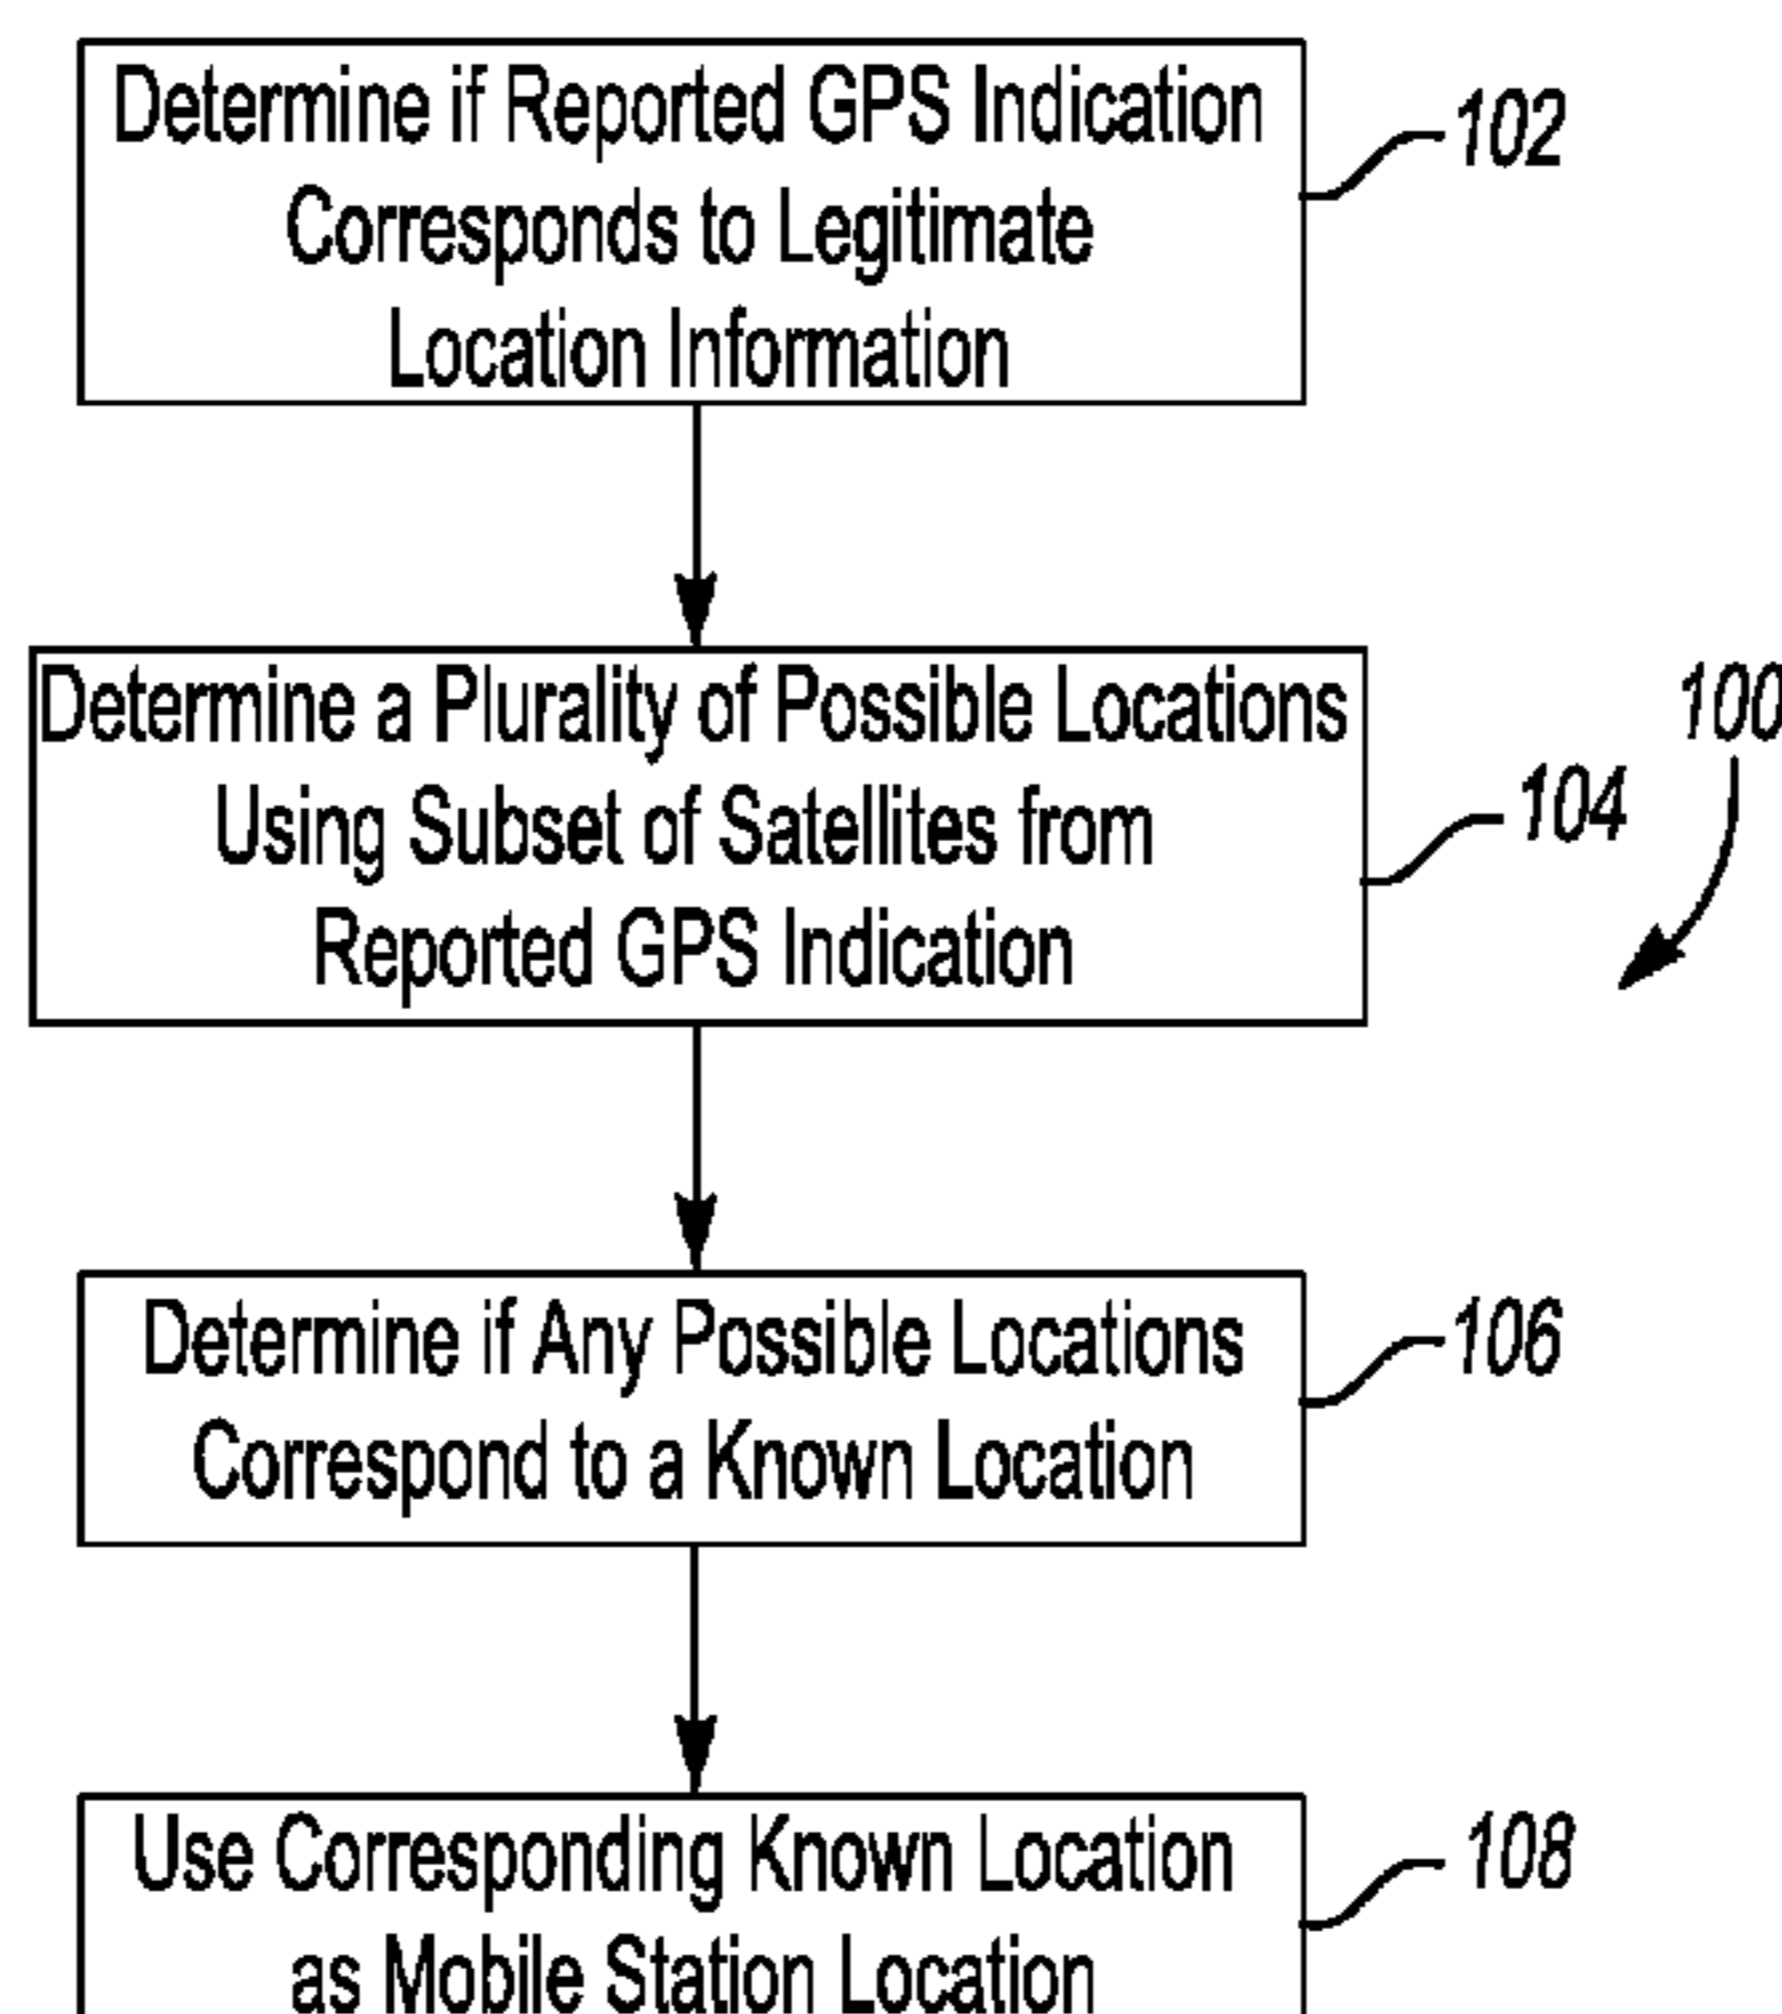 Determine if Reported GPS Indication
Corresponds to Legitimate
Location Information
102
Determine a Plurality of Possible Locations
Using Subset of Satellites from
Reported GPS Indication
100
104
Determine if Any Possible Locations
Correspond to a Known Location
106
Use Corresponding Known Location
as Mobile Station Location
108